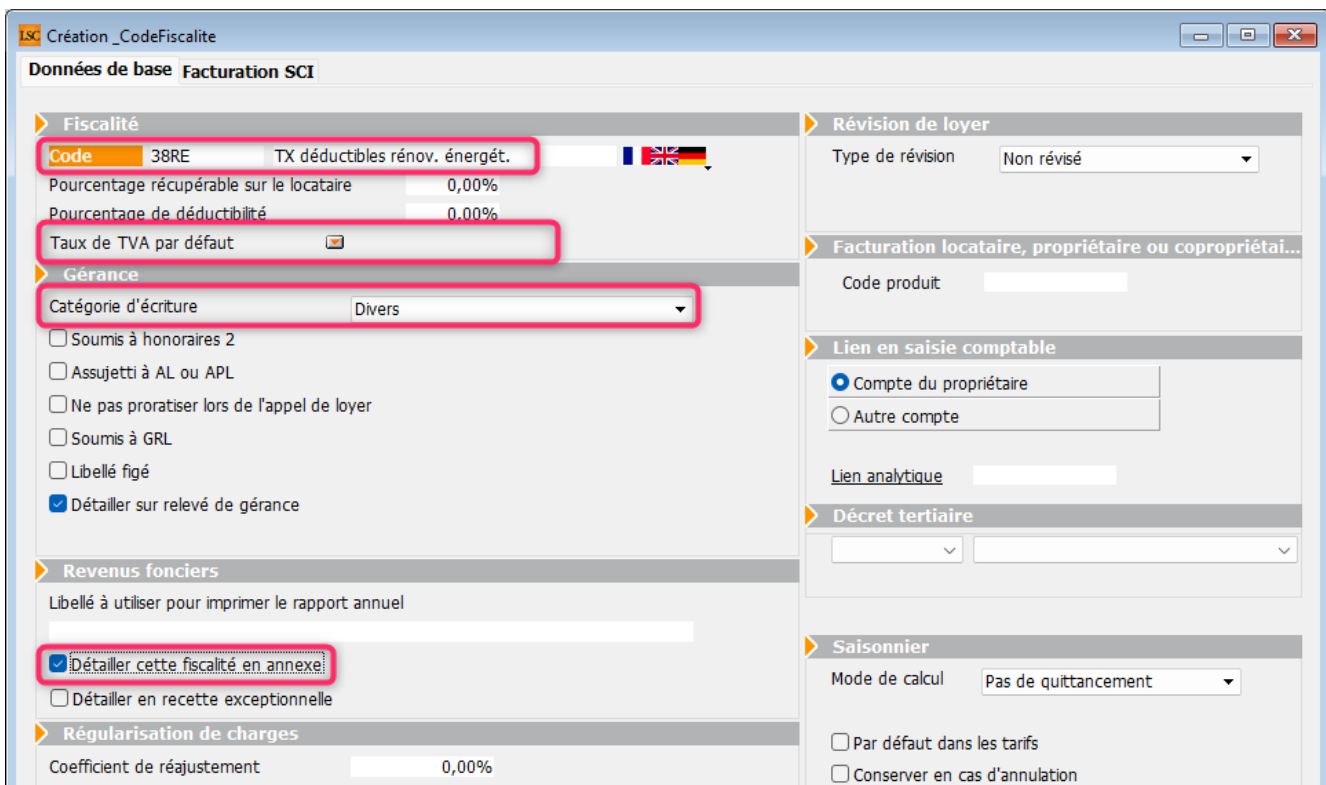 LSC Création _CodeFiscalite
Données de base Facturation SCI
Fiscalité
Code 38RE TX déductibles rénov. énergét.
Pourcentage récupérable sur le locataire 0,00%
Pourcentage de déductibilité 0,00%
Taux de TVA par défaut
Gérance
Catégorie d'écriture Divers
Soumis à honoraires 2
Assujetti à AL ou APL
Ne pas proratiser lors de l'appel de loyer
Soumis à GRL
Libellé figé
Détailler sur relevé de gérance
Revenus fonciers
Libellé à utiliser pour imprimer le rapport annuel
Détailler cette fiscalité en annexe
Détailler en recette exceptionnelle
Régularisation de charges
Coefficient de réajustement 0,00%
Révision de loyer
Type de révision Non révisé
Facturation locataire, propriétaire ou copropriétai...
Code produit
Lien en saisie comptable
Compte du propriétaire
Autre compte
Lien analytique
Décret tertiaire
Saisonnier
Mode de calcul Pas de quittancement
Par défaut dans les tarifs
Conserver en cas d'annulation